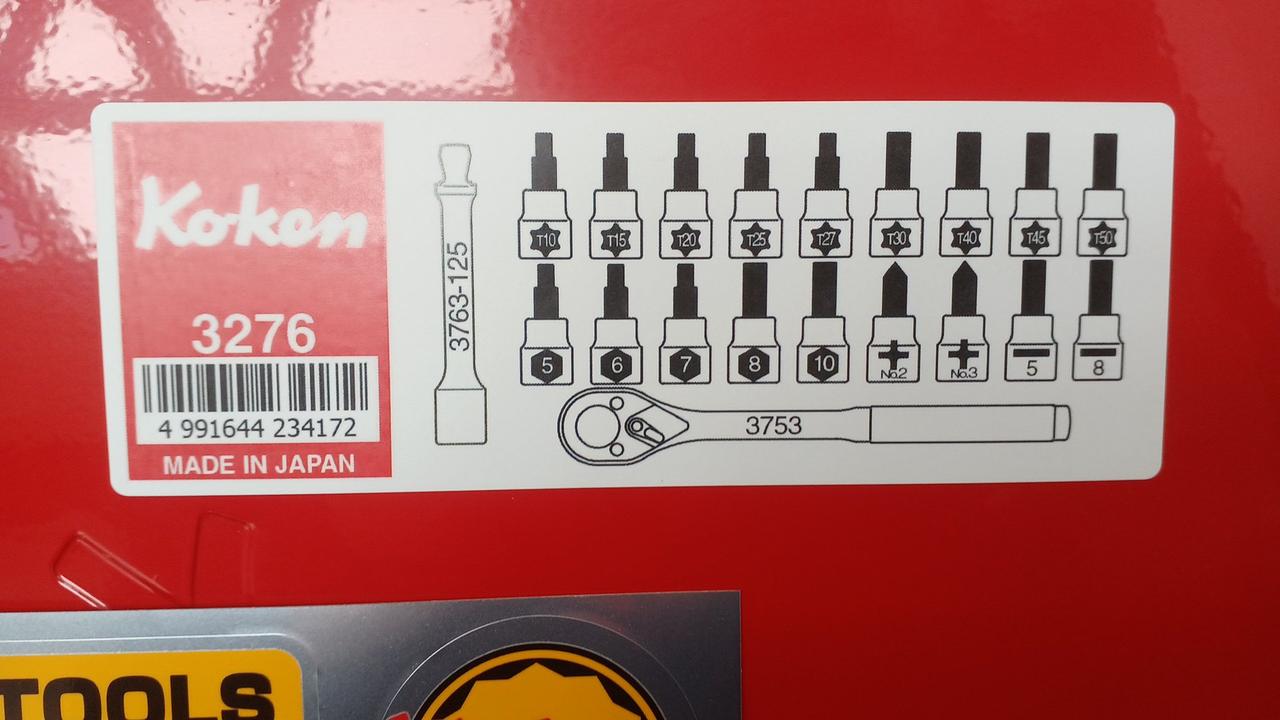 Ko-ken
3276
4 991644 234172
MADE IN JAPAN
3763-125
T10 T15 T20 T25 T27 T30 T40 T45 T50
5 6 7 8 10 No.2 No.3 5 8
3753
TOOLS